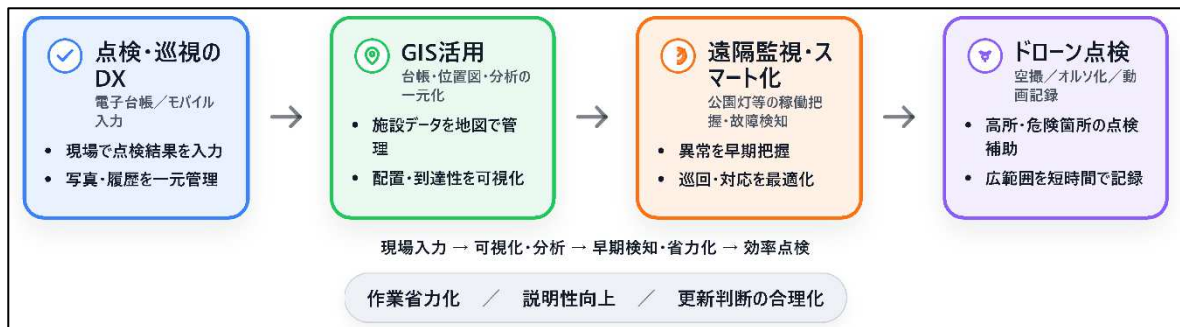 点検・巡視の
DX
電子台帳／モバイル
入力
• 現場で点検結果を入力
• 写真・履歴を一元管理
→
GIS活用
台帳・位置図・分析の
一元化
• 施設データを地図で管
理
• 配置・到達性を可視化
→
遠隔監視・ス
マート化
公園灯等の稼働把
握・故障検知
• 異常を早期把握
• 巡回・対応を最適化
→
ドローン点検
空撮／オルソ化／動
画記録
• 高所・危険箇所の点検
補助
• 広範囲を短時間で記録
現場入力 → 可視化・分析 → 早期検知・省力化 → 効率点検
作業省力化 ／ 説明性向上 ／ 更新判断の合理化